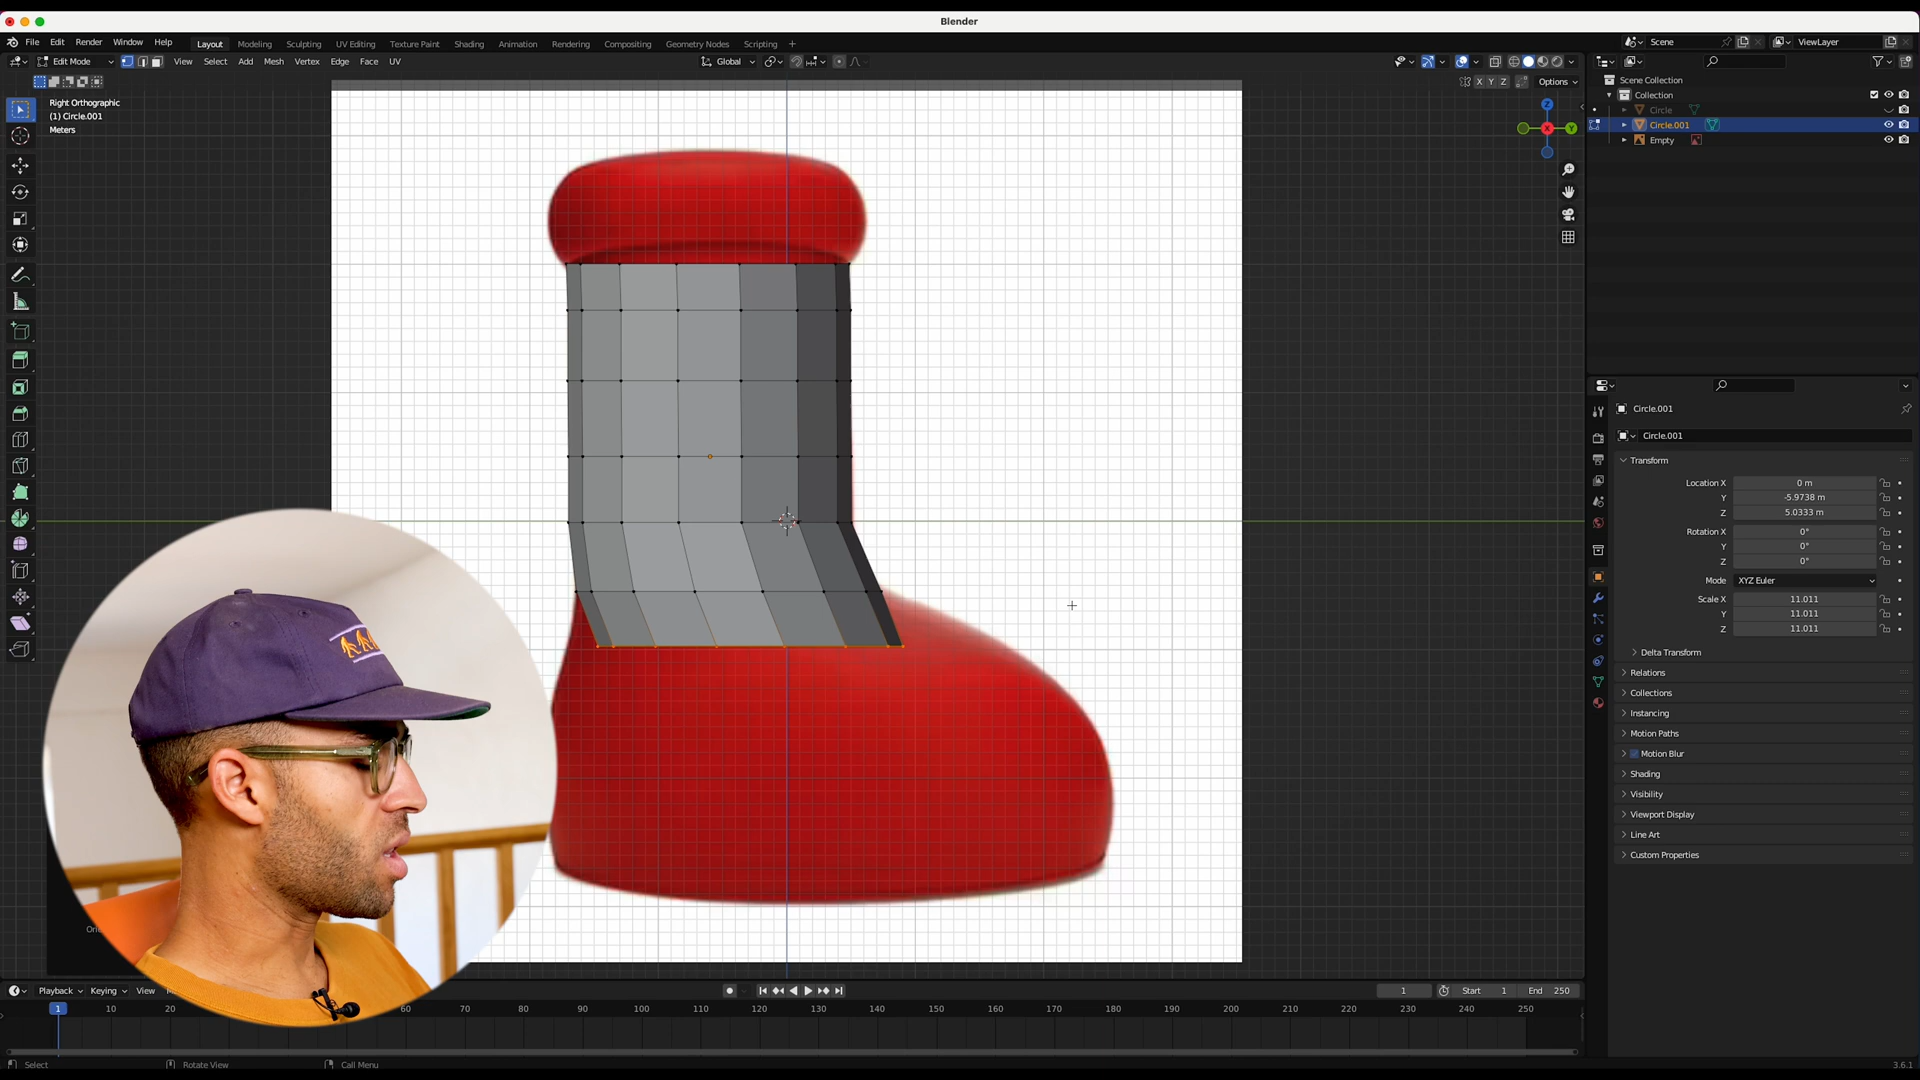 Blender
File Edit Render Window Help
Layout Modeling Sculpting UV Editing Texture Paint Shading Animation Rendering Compositing Geometry Nodes Scripting +
Scene ViewLayer
Edit Mode View Select Add Mesh Vertex Edge Face UV Global
X Y Z Options
Right Orthographic
(1) Circle.001
Meters
Z
X
Y
Scene Collection
Collection
Circle
Circle.001
Empty
Circle.001
Circle.001
Transform
Location X 0 m
Y -5.9738 m
Z 5.0333 m
Rotation X 0°
Y 0°
Z 0°
Mode XYZ Euler
Scale X 11.011
Y 11.011
Z 11.011
Delta Transform
Relations
Collections
Instancing
Motion Paths
Motion Blur
Shading
Visibility
Viewport Display
Line Art
Custom Properties
Playback Keying View
1 Start 1 End 250
1 10 20 60 70 80 90 100 110 120 130 140 150 160 170 180 190 200 210 220 230 240 250
Select Rotate View Call Menu
3.6.1